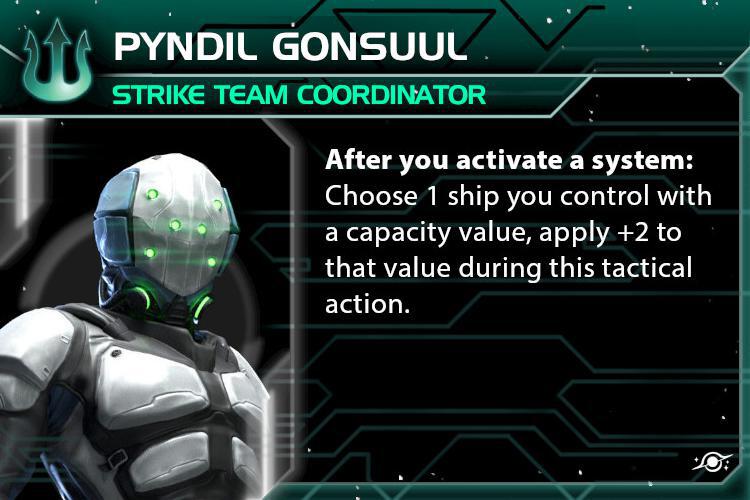 PYNDIL GONSUUL
STRIKE TEAM COORDINATOR
After you activate a system:
Choose 1 ship you control with
a capacity value, apply +2 to
that value during this tactical
action.